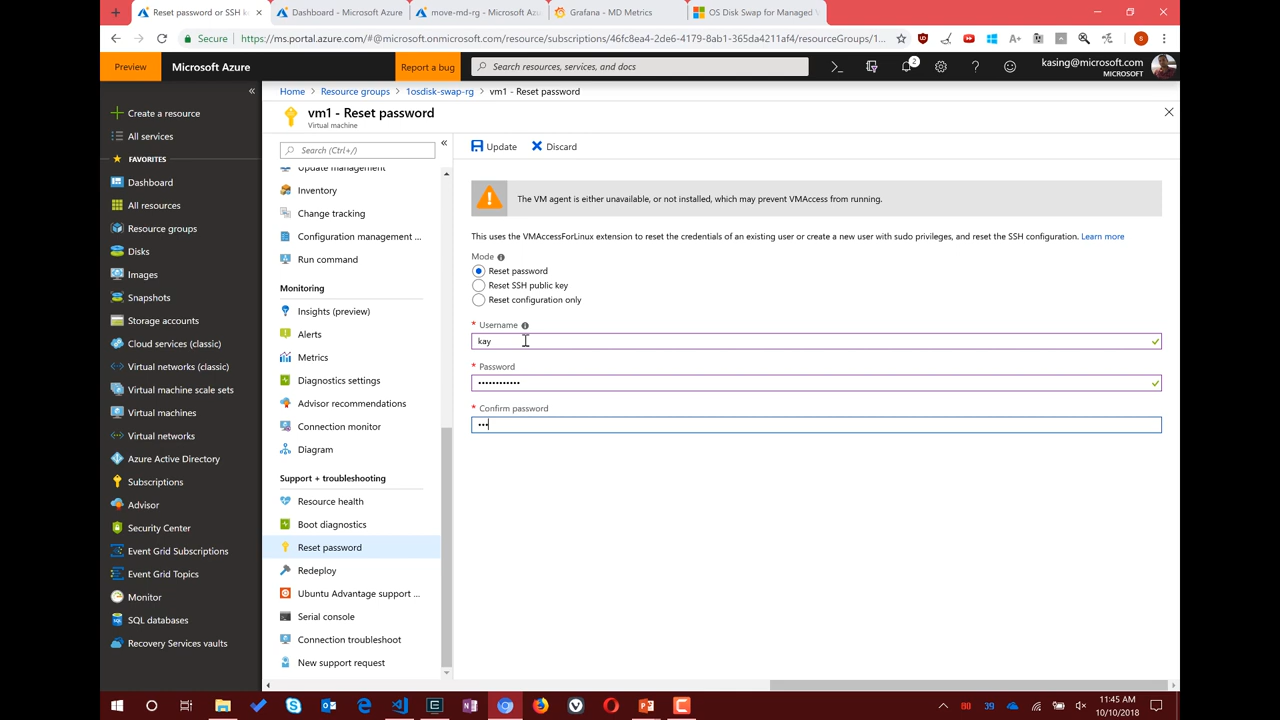 Reset password or SSH k
Dashboard - Microsoft Azure
move-md-rg - Microsoft Azu
Grafana - MD Metrics
OS Disk Swap for Managed V
Secure
https://ms.portal.azure.com/#@microsoft.onmicrosoft.com/resource/subscriptions/46fc8ea4-2de6-4179-8ab1-365da4211af4/resourceGroups/1...
Preview
Microsoft Azure
Report a bug
Search resources, services, and docs
2
kasing@microsoft.com
MICROSOFT
Home
Resource groups
1osdisk-swap-rg
vm1 - Reset password
Create a resource
All services
FAVORITES
Dashboard
All resources
Resource groups
Disks
Images
Snapshots
Storage accounts
Cloud services (classic)
Virtual networks (classic)
Virtual machine scale sets
Virtual machines
Virtual networks
Azure Active Directory
Subscriptions
Advisor
Security Center
Event Grid Subscriptions
Event Grid Topics
Monitor
SQL databases
Recovery Services vaults
vm1 - Reset password
Virtual machine
Search (Ctrl+/)
Update management
Inventory
Change tracking
Configuration management ...
Run command
Monitoring
Insights (preview)
Alerts
Metrics
Diagnostics settings
Advisor recommendations
Connection monitor
Diagram
Support + troubleshooting
Resource health
Boot diagnostics
Reset password
Redeploy
Ubuntu Advantage support ...
Serial console
Connection troubleshoot
New support request
Update
Discard
The VM agent is either unavailable, or not installed, which may prevent VMAccess from running.
This uses the VMAccessForLinux extension to reset the credentials of an existing user or create a new user with sudo privileges, and reset the SSH configuration. Learn more
Mode
Reset password
Reset SSH public key
Reset configuration only
* Username
kay
* Password
••••••••••••
* Confirm password
•••
80
39
11:45 AM
10/10/2018